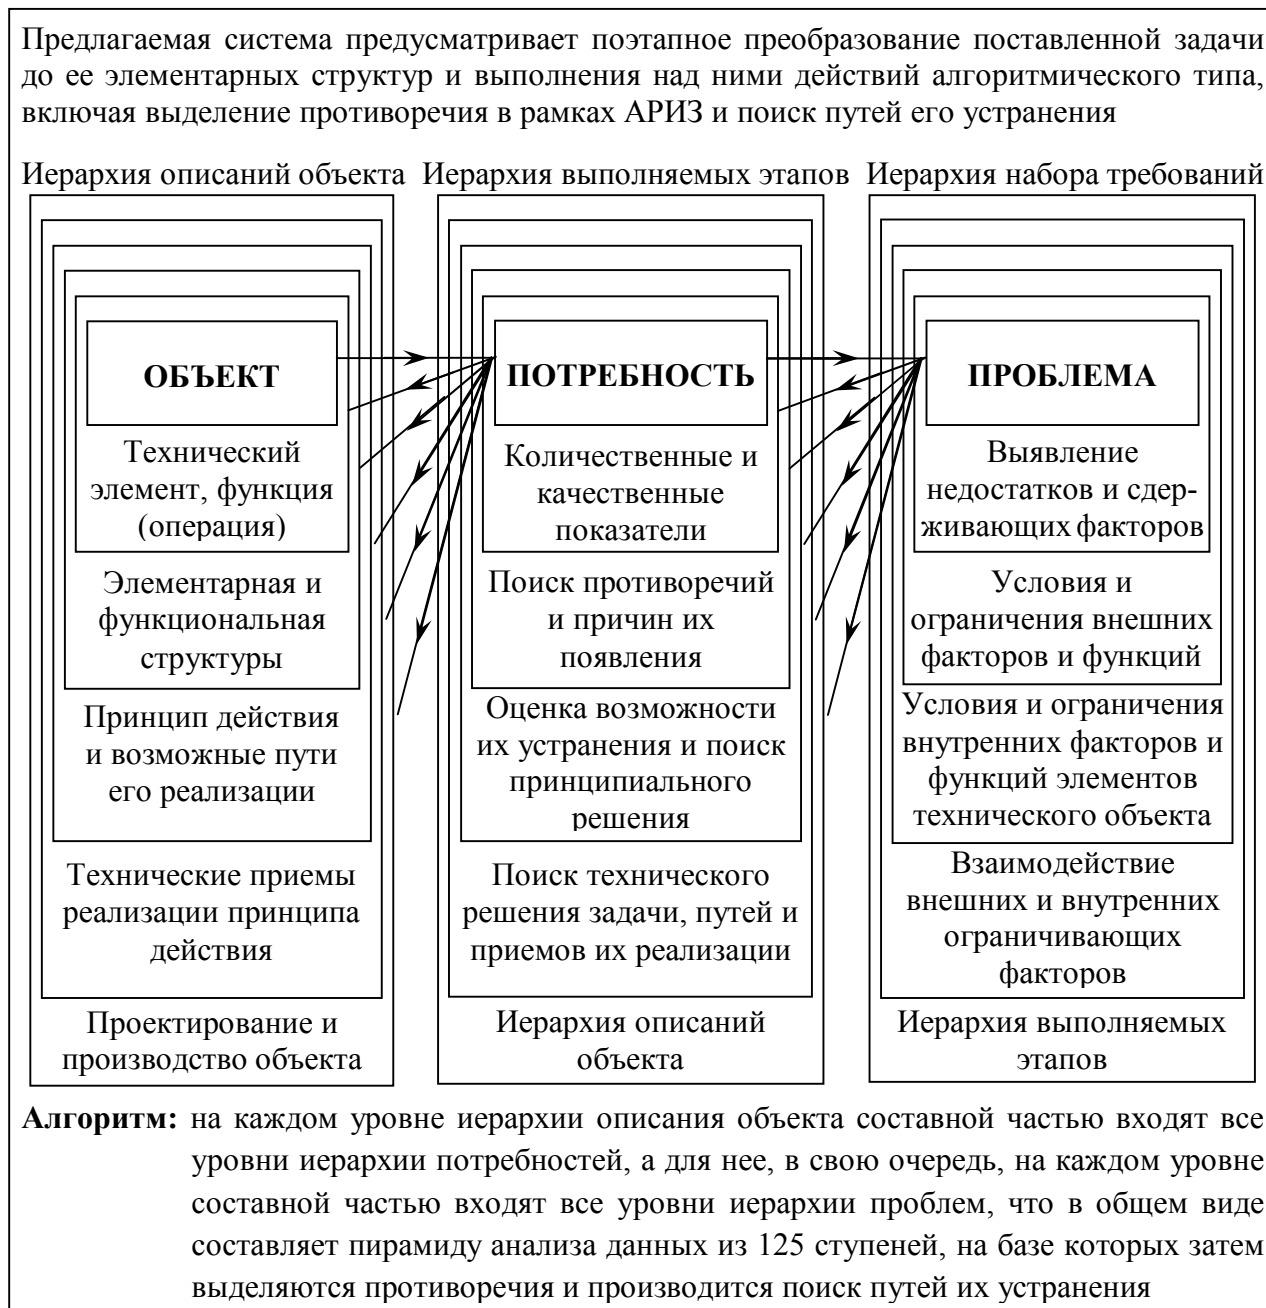 Предлагаемая система предусматривает поэтапное преобразование поставленной задачи
до ее элементарных структур и выполнения над ними действий алгоритмического типа,
включая выделение противоречия в рамках АРИЗ и поиск путей его устранения
Иерархия описаний объекта
ОБЪЕКТ
Технический
элемент, функция
(операция)
Элементарная и
функциональная
структуры
Принцип действия
и возможные пути
его реализации
Технические приемы
реализации принципа
действия
Проектирование и
производство объекта
Иерархия выполняемых этапов
ПОТРЕБНОСТЬ
Количественные и
качественные
показатели
Поиск противоречий
и причин их
появления
Оценка возможности
их устранения и поиск
принципиального
решения
Поиск технического
решения задачи, путей и
приемов их реализации
Иерархия описаний
объекта
Иерархия набора требований
ПРОБЛЕМА
Выявление
недостатков и сдер-
живающих факторов
Условия и
ограничения внешних
факторов и функций
Условия и ограничения
внутренних факторов и
функций элементов
технического объекта
Взаимодействие
внешних и внутренних
ограничивающих
факторов
Иерархия выполняемых
этапов
Алгоритм: на каждом уровне иерархии описания объекта составной частью входят все
уровни иерархии потребностей, а для нее, в свою очередь, на каждом уровне
составной частью входят все уровни иерархии проблем, что в общем виде
составляет пирамиду анализа данных из 125 ступеней, на базе которых затем
выделяются противоречия и производится поиск путей их устранения